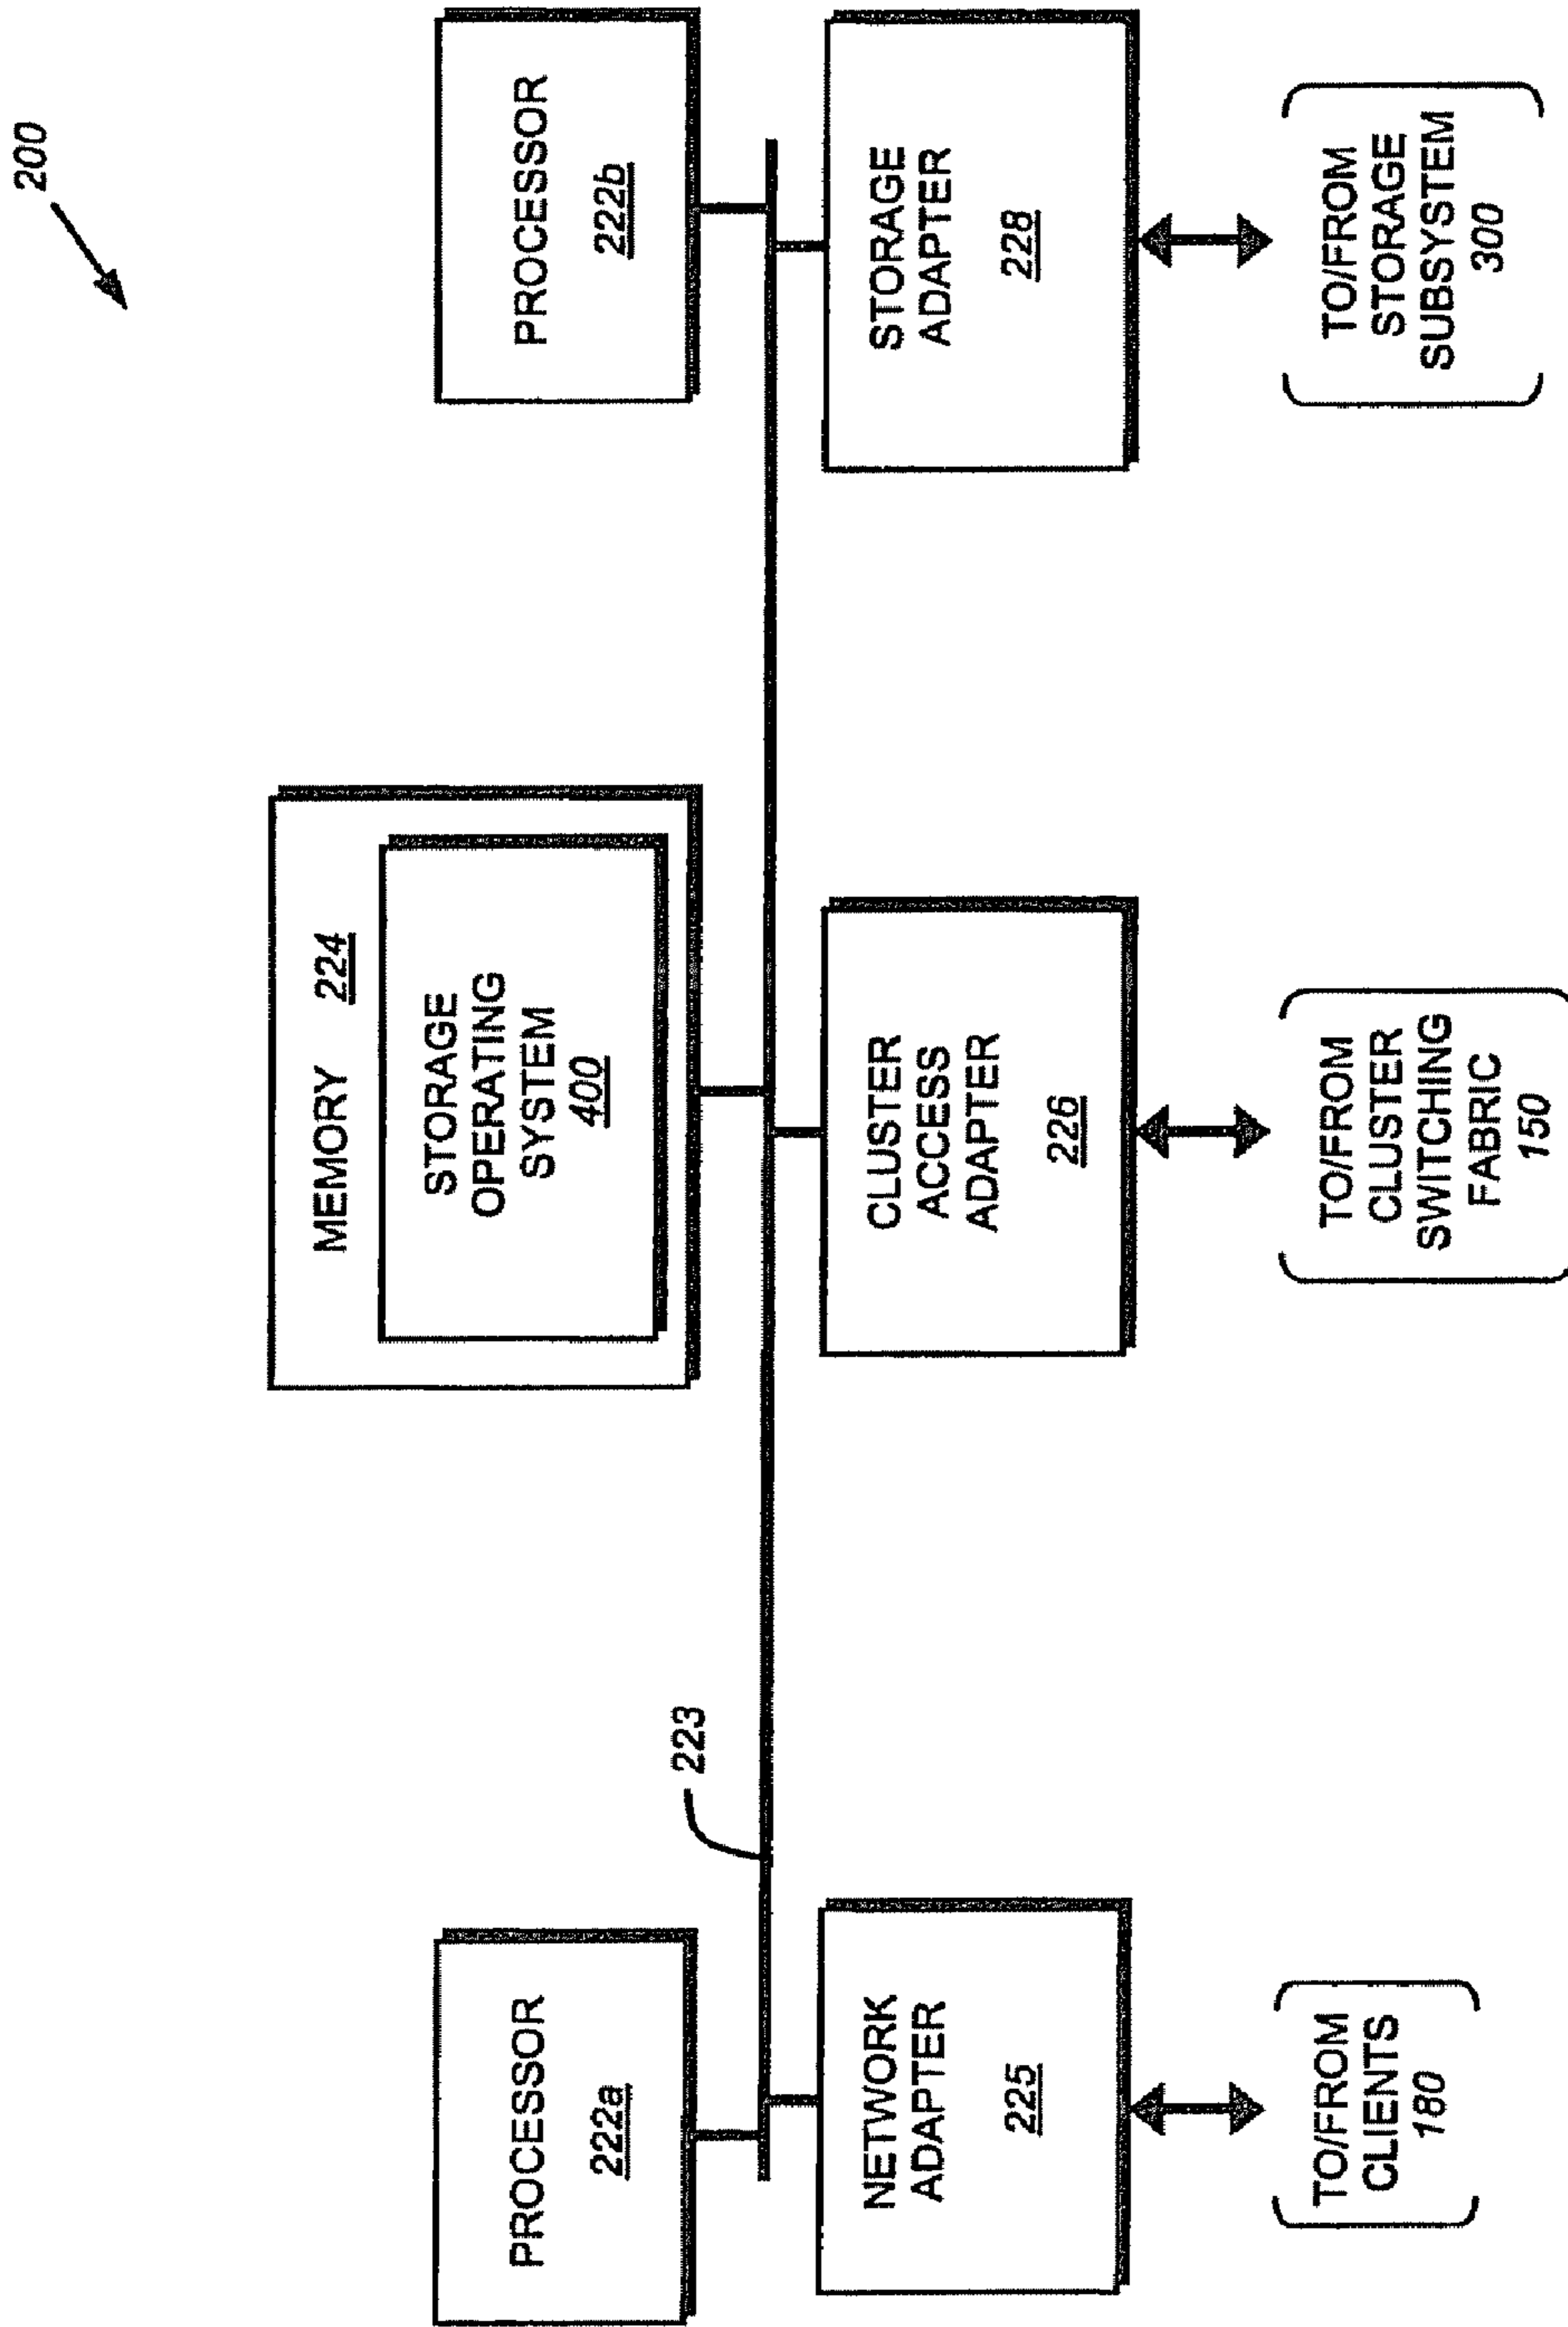 200
PROCESSOR
222a
MEMORY 224
STORAGE
OPERATING
SYSTEM
400
PROCESSOR
222b
223
NETWORK
ADAPTER
225
CLUSTER
ACCESS
ADAPTER
226
STORAGE
ADAPTER
228
TO/FROM
CLIENTS
180
TO/FROM
CLUSTER
SWITCHING
FABRIC
150
TO/FROM
STORAGE
SUBSYSTEM
300